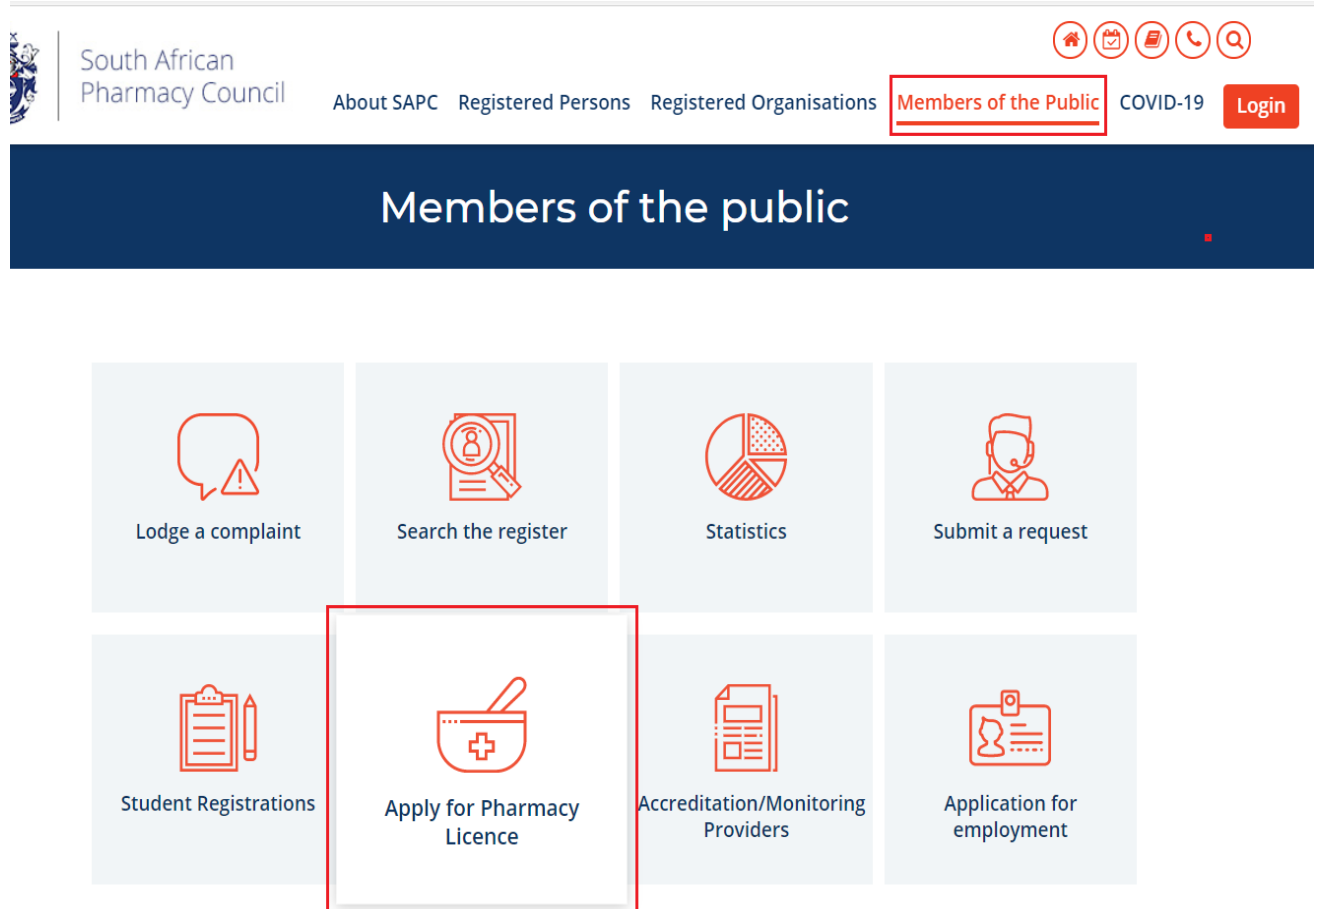 South African
Pharmacy Council
About SAPC Registered Persons Registered Organisations Members of the Public COVID-19 Login
Members of the public
Lodge a complaint
Search the register
Statistics
Submit a request
Student Registrations
Apply for Pharmacy
Licence
Accreditation/Monitoring
Providers
Application for
employment